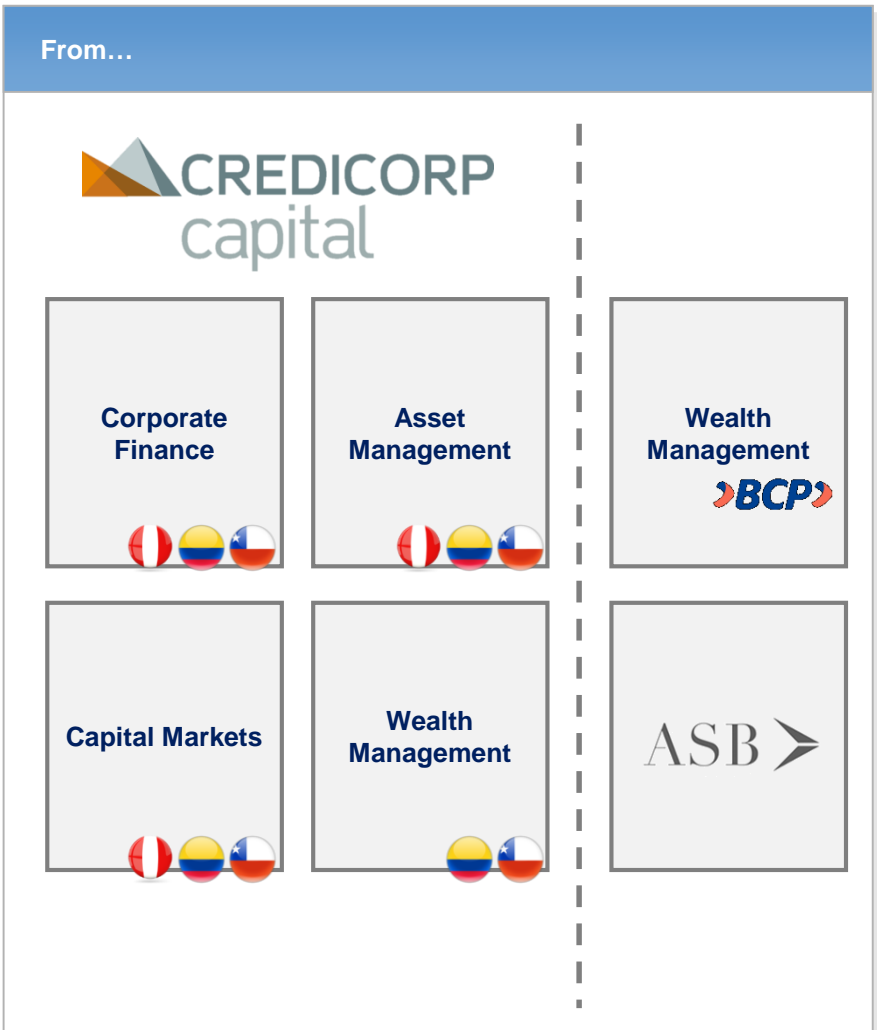 From…
CREDICORP
capital
Corporate
Finance
Asset
Management
Wealth
Management
BCP
Capital Markets
Wealth
Management
ASB